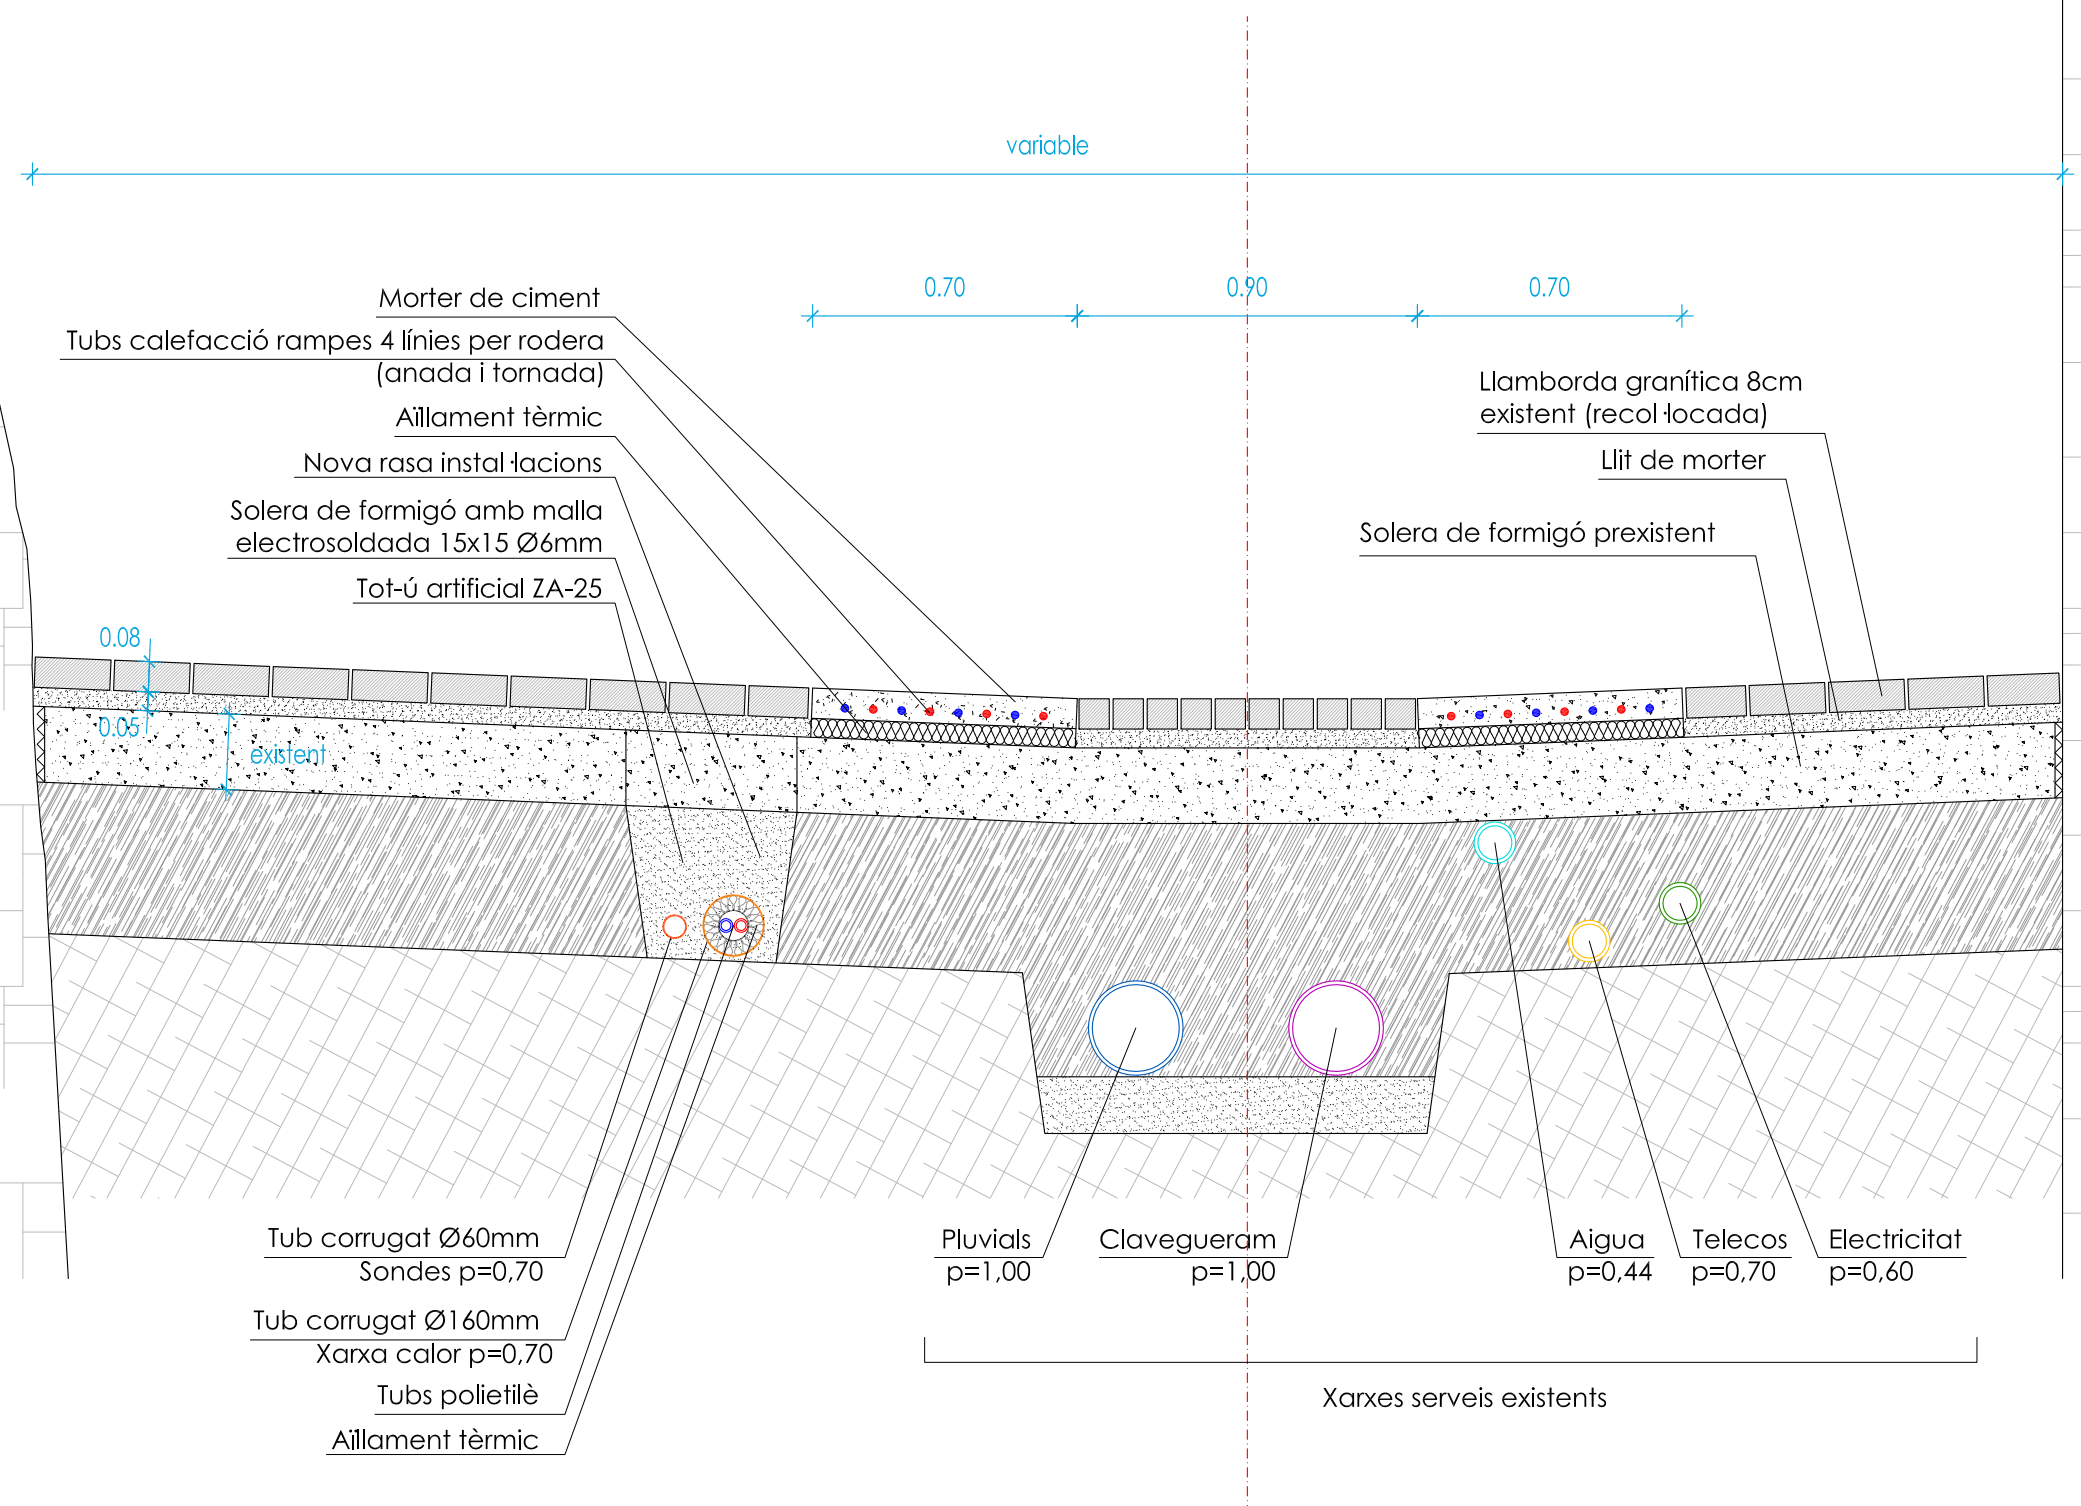 variable
0.70
0.90
0.70
Morter de ciment
Tubs calefacció rampes 4 línies per rodera
(anada i tornada)
Aïllament tèrmic
Nova rasa instal·lacions
Solera de formigó amb malla
electrosoldada 15x15 Ø6mm
Tot-ú artificial ZA-25
Llamborda granítica 8cm
existent (recol·locada)
Llit de morter
Solera de formigó prexistent
0.08
0.05
existent
Tub corrugat Ø60mm
Sondes p=0,70
Tub corrugat Ø160mm
Xarxa calor p=0,70
Tubs polietilè
Aïllament tèrmic
Pluvials
p=1,00
Clavegueram
p=1,00
Aigua
p=0,44
Telecos
p=0,70
Electricitat
p=0,60
Xarxes serveis existents